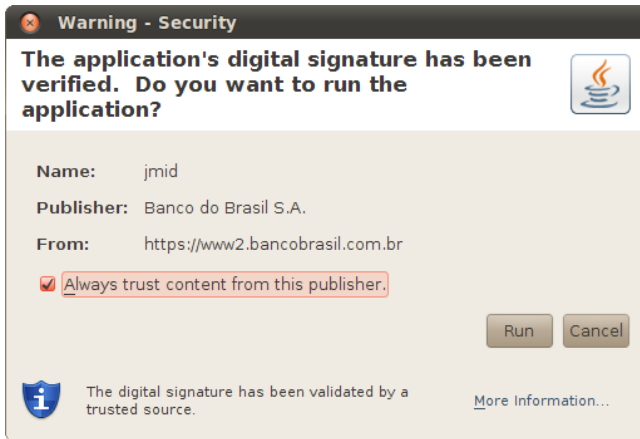 Warning - Security
The application's digital signature has been
verified. Do you want to run the
application?
Name: jmid
Publisher: Banco do Brasil S.A.
From: https://www2.bancobrasil.com.br
Always trust content from this publisher.
Run Cancel
The digital signature has been validated by a
trusted source.
More Information...